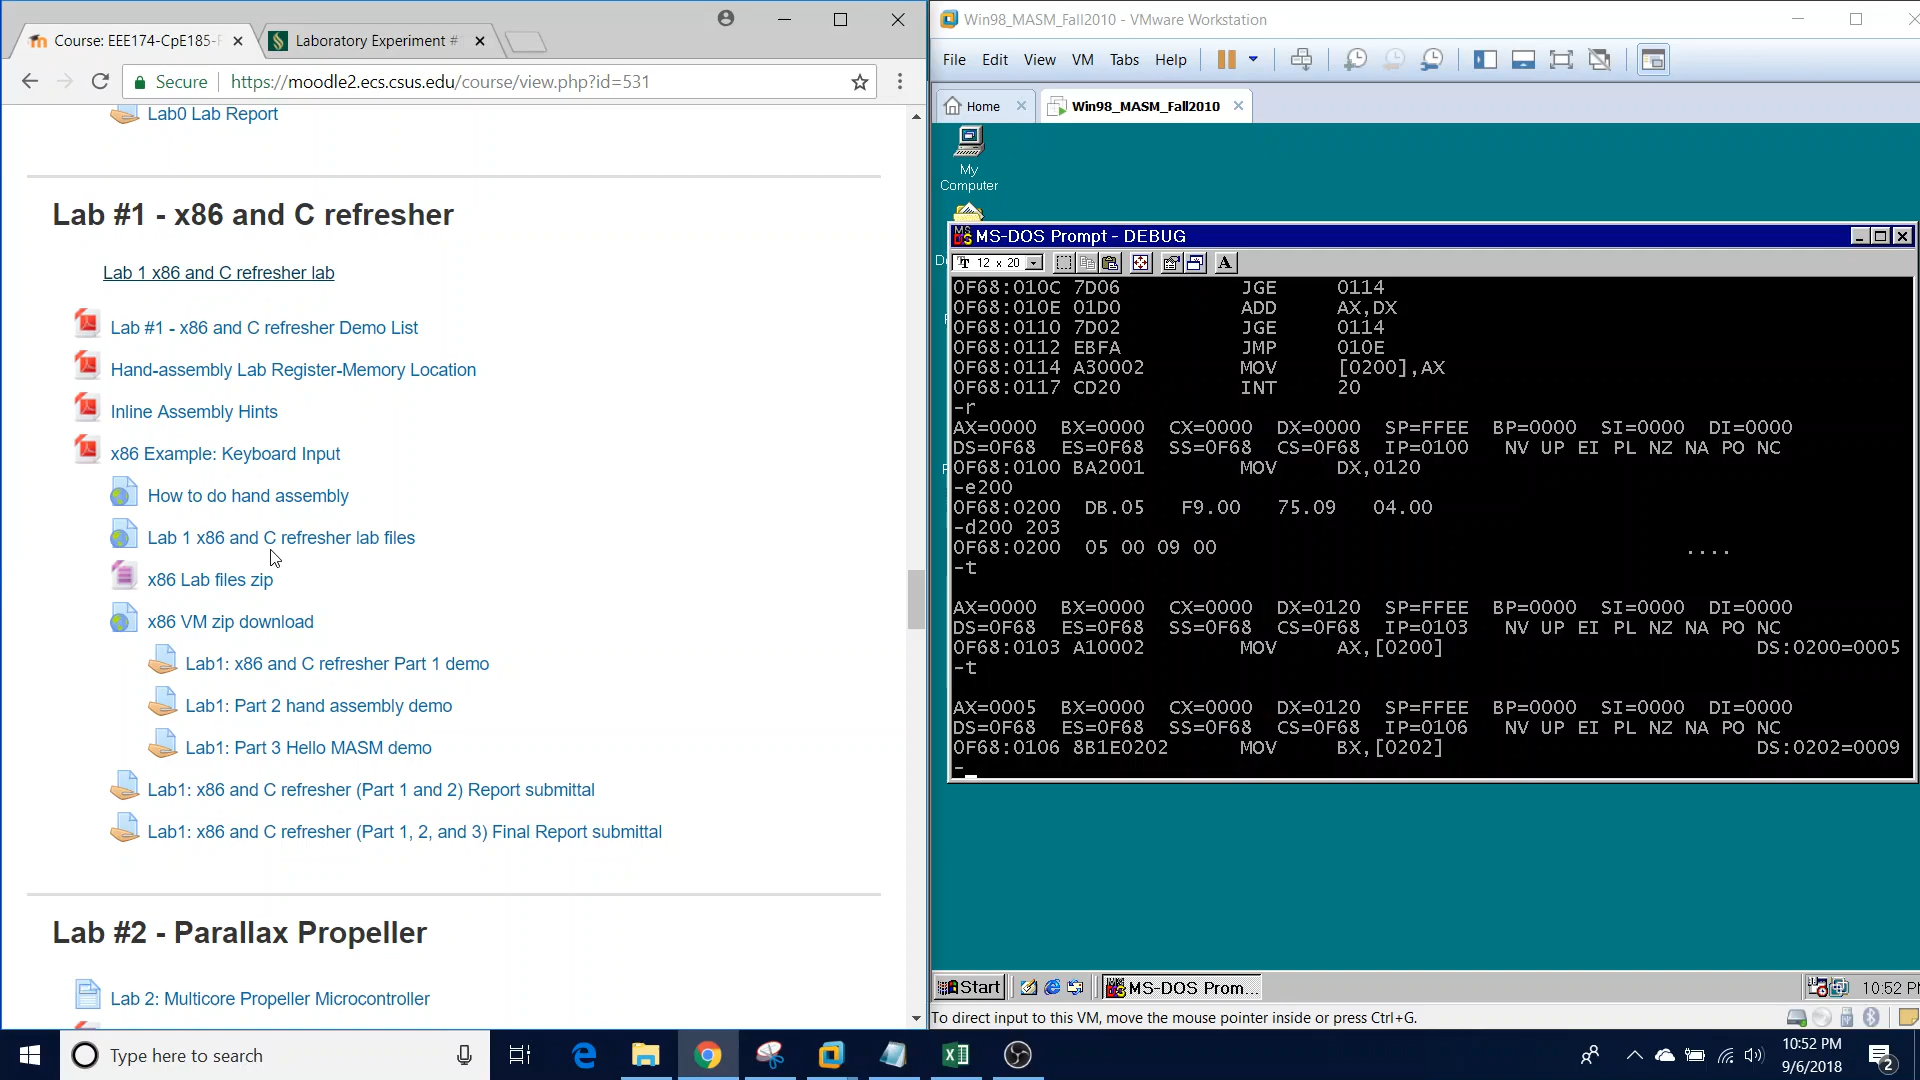 Course: EEE174-CpE185-F
Laboratory Experiment #
Secure
https://moodle2.ecs.csus.edu/course/view.php?id=531
Lab0 Lab Report
Lab #1 - x86 and C refresher
Lab 1 x86 and C refresher lab
Lab #1 - x86 and C refresher Demo List
Hand-assembly Lab Register-Memory Location
Inline Assembly Hints
x86 Example: Keyboard Input
How to do hand assembly
Lab 1 x86 and C refresher lab files
x86 Lab files zip
x86 VM zip download
Lab1: x86 and C refresher Part 1 demo
Lab1: Part 2 hand assembly demo
Lab1: Part 3 Hello MASM demo
Lab1: x86 and C refresher (Part 1 and 2) Report submittal
Lab1: x86 and C refresher (Part 1, 2, and 3) Final Report submittal
Lab #2 - Parallax Propeller
Lab 2: Multicore Propeller Microcontroller
Win98_MASM_Fall2010 - VMware Workstation
File Edit View VM Tabs Help
Home
Win98_MASM_Fall2010
My
Computer
MS-DOS Prompt - DEBUG
12 x 20
0F68:010C 7D06 JGE 0114
0F68:010E 01D0 ADD AX,DX
0F68:0110 7D02 JGE 0114
0F68:0112 EBFA JMP 010E
0F68:0114 A30002 MOV [0200],AX
0F68:0117 CD20 INT 20
-r
AX=0000 BX=0000 CX=0000 DX=0000 SP=FFEE BP=0000 SI=0000 DI=0000
DS=0F68 ES=0F68 SS=0F68 CS=0F68 IP=0100 NV UP EI PL NZ NA PO NC
0F68:0100 BA2001 MOV DX,0120
-e200
0F68:0200 DB.05 F9.00 75.09 04.00
-d200 203
0F68:0200 05 00 09 00 ....
-t
AX=0000 BX=0000 CX=0000 DX=0120 SP=FFEE BP=0000 SI=0000 DI=0000
DS=0F68 ES=0F68 SS=0F68 CS=0F68 IP=0103 NV UP EI PL NZ NA PO NC
0F68:0103 A10002 MOV AX,[0200] DS:0200=0005
-t
AX=0005 BX=0000 CX=0000 DX=0120 SP=FFEE BP=0000 SI=0000 DI=0000
DS=0F68 ES=0F68 SS=0F68 CS=0F68 IP=0106 NV UP EI PL NZ NA PO NC
0F68:0106 8B1E0202 MOV BX,[0202] DS:0202=0009
-_
Start
MS-DOS Prom...
10:52 PM
To direct input to this VM, move the mouse pointer inside or press Ctrl+G.
Type here to search
10:52 PM
9/6/2018
2